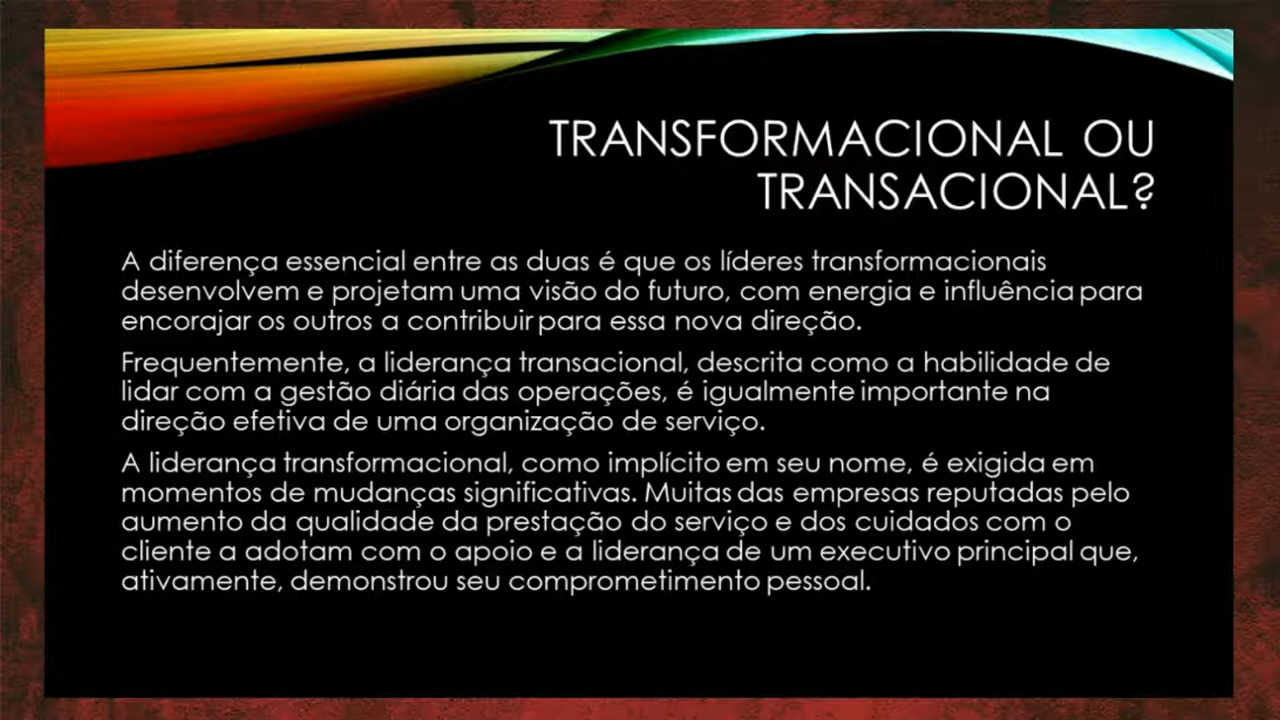 TRANSFORMACIONAL OU
TRANSACIONAL?
A diferença essencial entre as duas é que os líderes transformacionais
desenvolvem e projetam uma visão do futuro, com energia e influência para
encorajar os outros a contribuir para essa nova direção.
Frequentemente, a liderança transacional, descrita como a habilidade de
lidar com a gestão diária das operações, é igualmente importante na
direção efetiva de uma organização de serviço.
A liderança transformacional, como implícito em seu nome, é exigida em
momentos de mudanças significativas. Muitas das empresas reputadas pelo
aumento da qualidade da prestação do serviço e dos cuidados com o
cliente a adotam com o apoio e a liderança de um executivo principal que,
ativamente, demonstrou seu comprometimento pessoal.